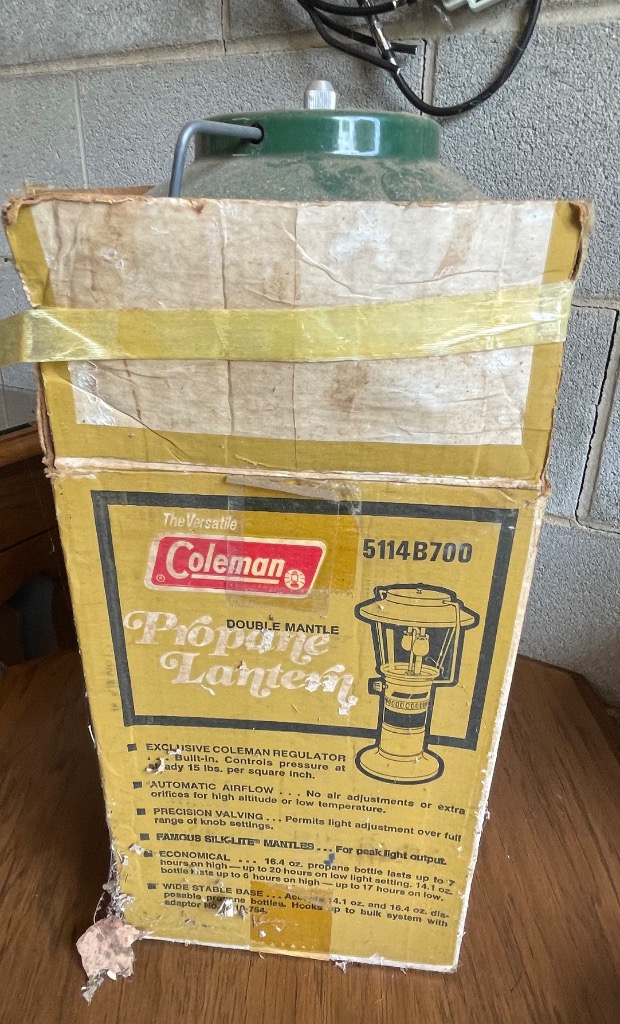 The Versatile
Coleman
®
5114B700
DOUBLE MANTLE
Propane
Lantern
■ EXCLUSIVE COLEMAN REGULATOR
. . . Built-in. Controls pressure at
15 lbs. per square inch.
■ AUTOMATIC AIRFLOW . . . No air adjustments or extra
orifices for high altitude or low temperature.
■ PRECISION VALVING . . . Permits light adjustment over full
range of knob settings.
■ FAMOUS SILK-LITE® MANTLES . . . For peak light output.
■ ECONOMICAL . . . 16.4 oz. propane bottle lasts up to 7
hours on high — up to 20 hours on low light setting. 14.1 oz.
bottle lasts up to 6 hours on high — up to 17 hours on low.
■ WIDE STABLE BASE . . . 14.1 oz. and 16.4 oz. dis-
posable propane bottles. Hooks up to bulk system with
adaptor No.